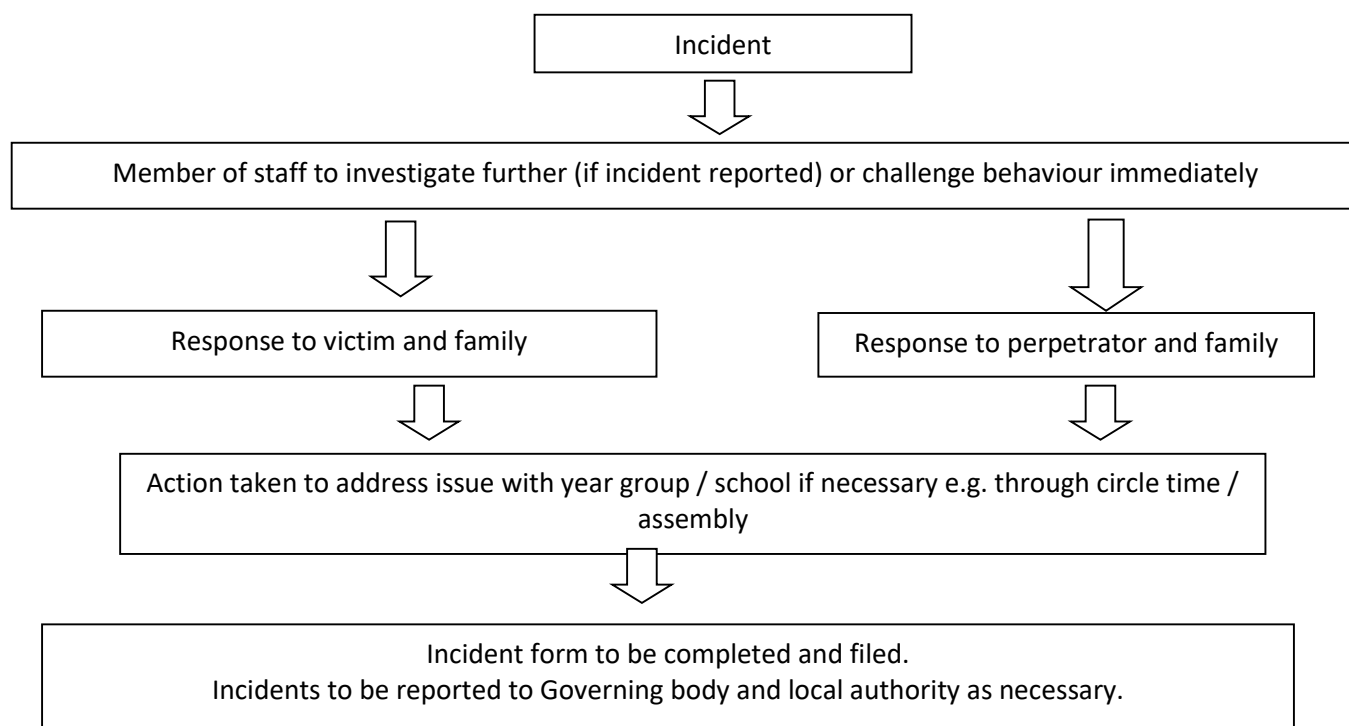 Incident
Member of staff to investigate further (if incident reported) or challenge behaviour immediately
Response to victim and family
Response to perpetrator and family
Action taken to address issue with year group / school if necessary e.g. through circle time /
assembly
Incident form to be completed and filed.
Incidents to be reported to Governing body and local authority as necessary.